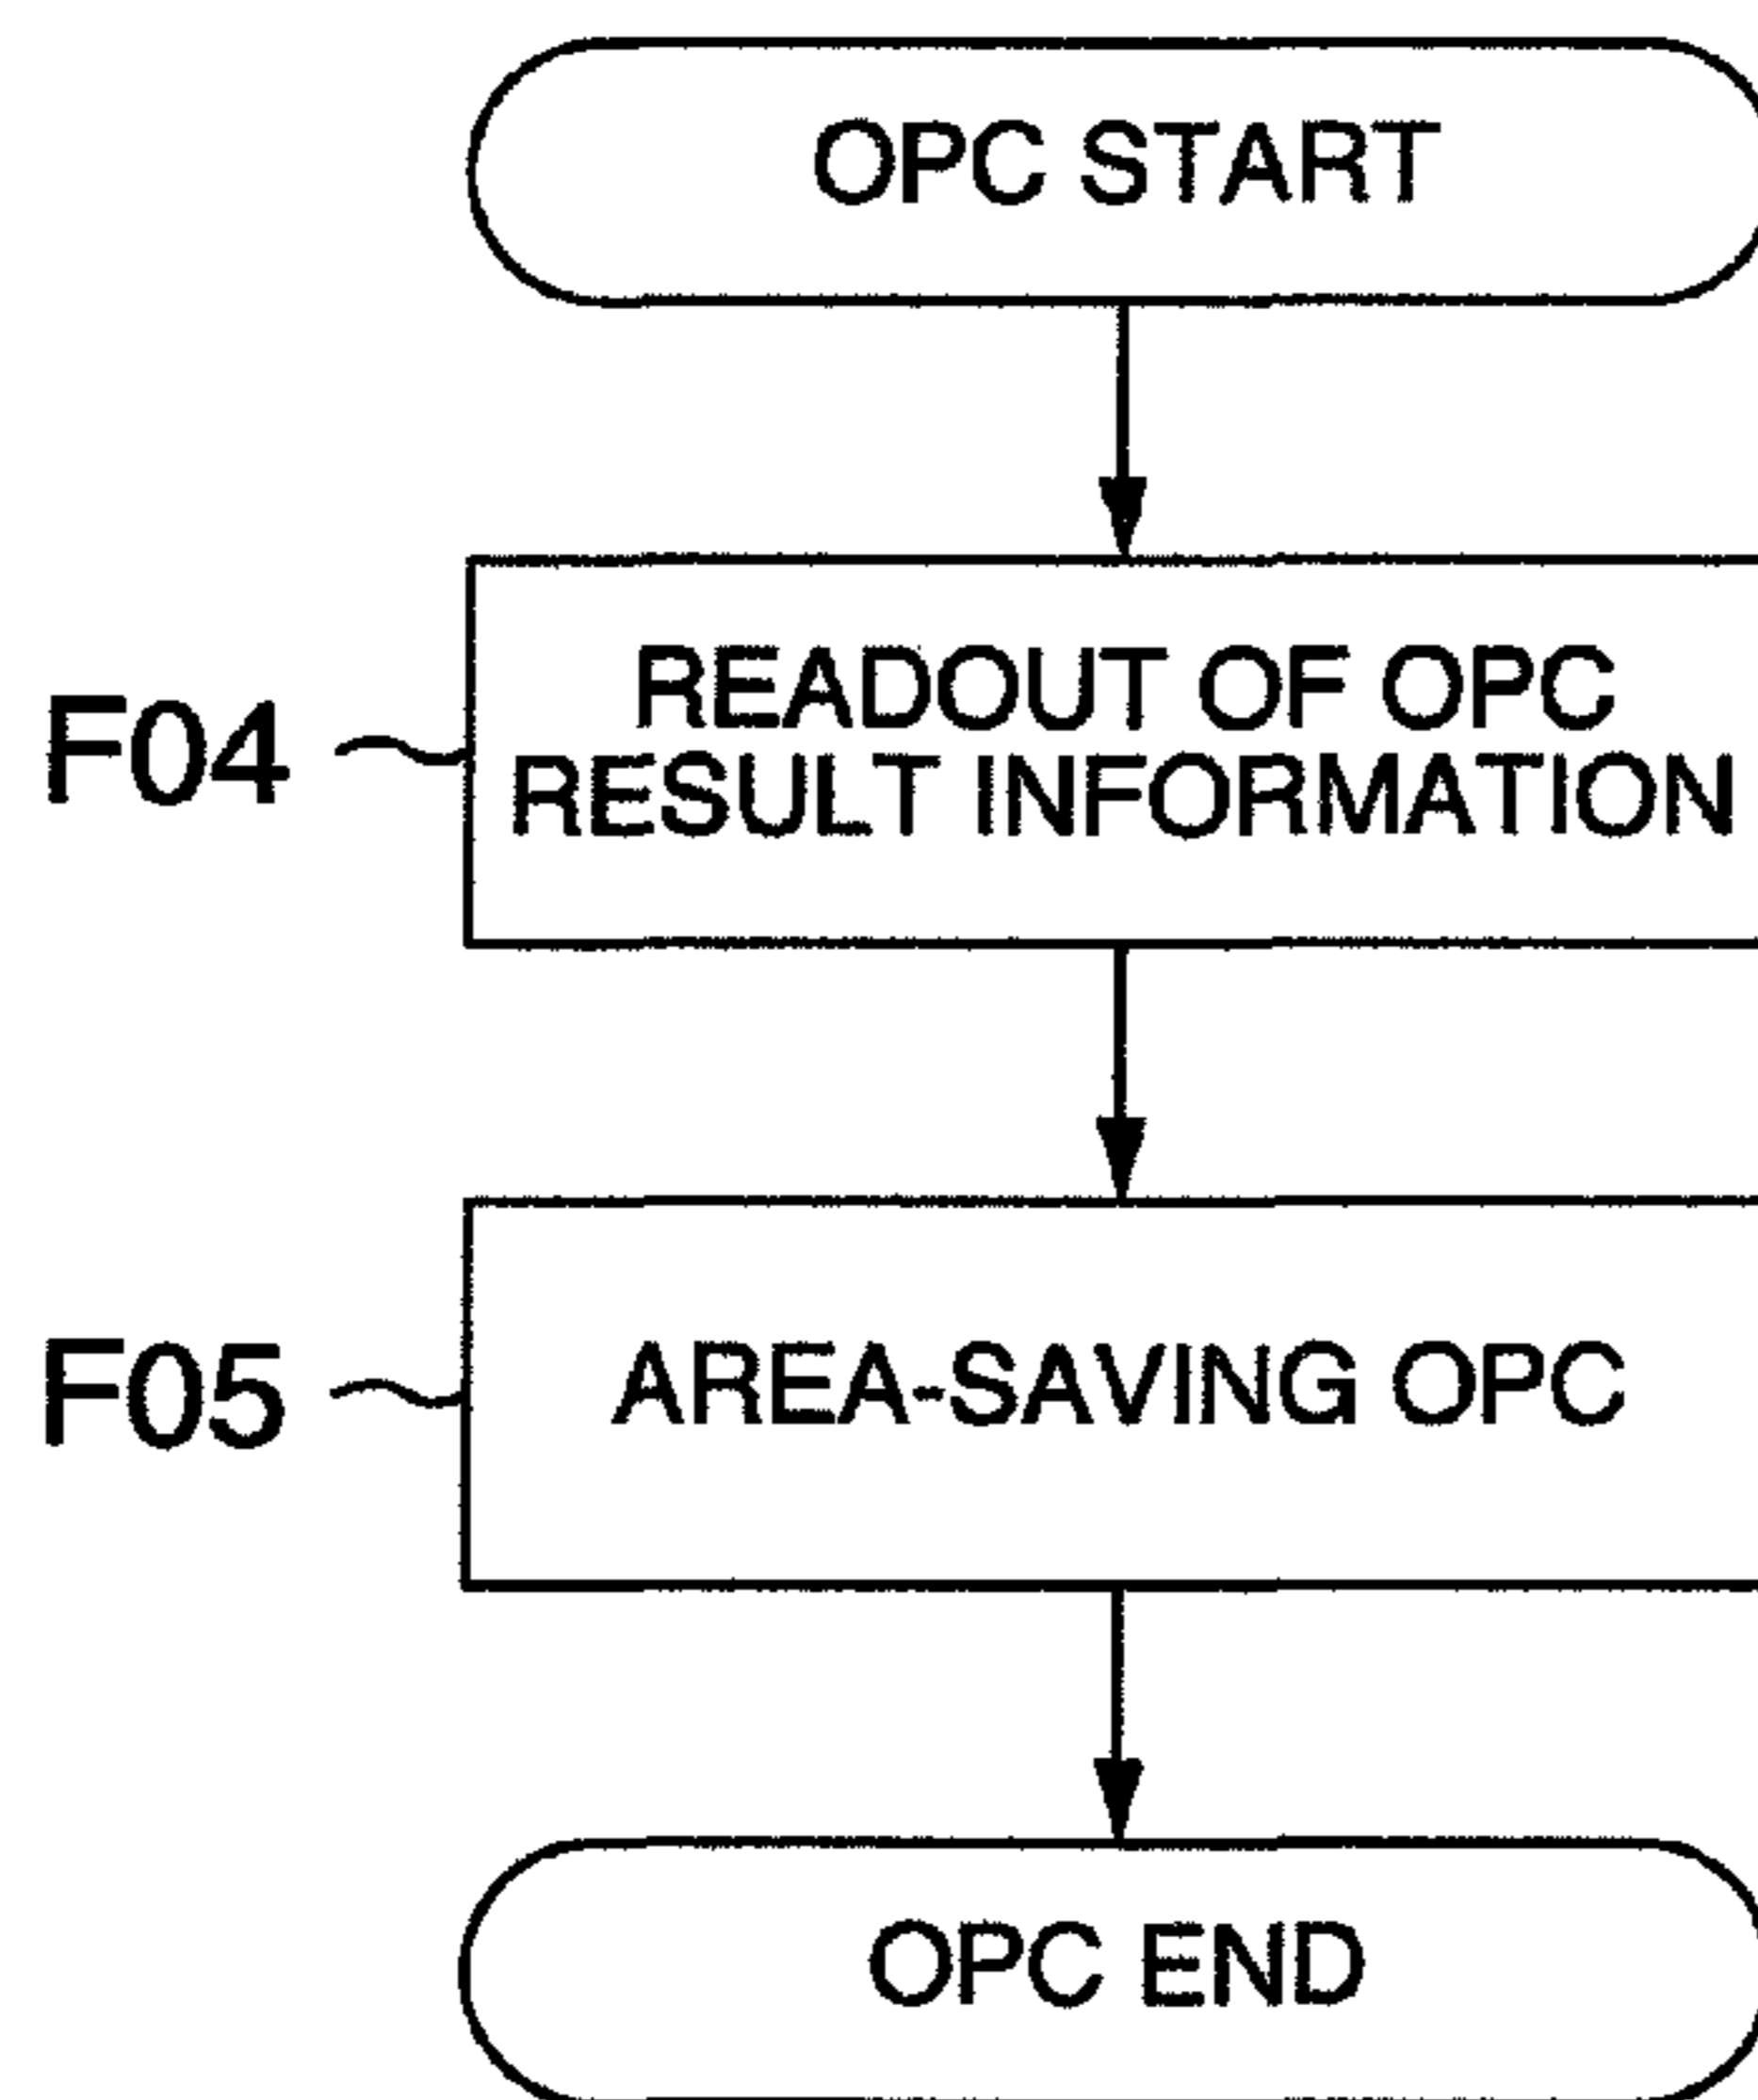 OPC START
F04
READOUT OF OPC
RESULT INFORMATION
F05
AREA-SAVING OPC
OPC END